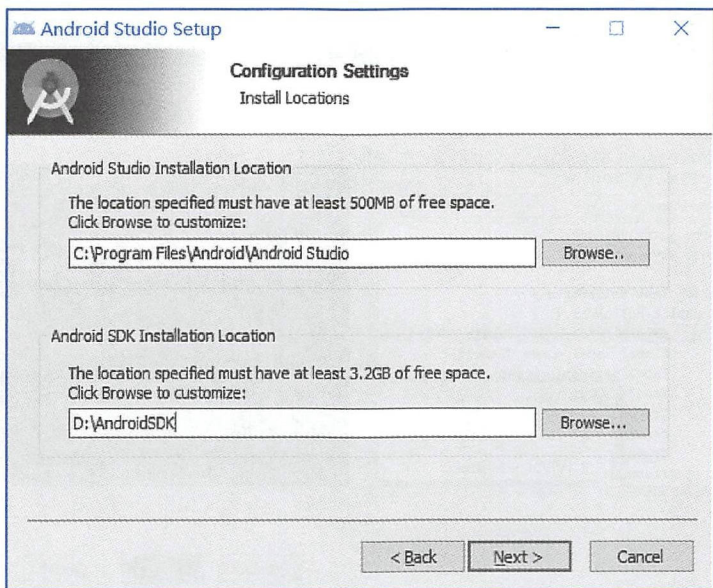 Android Studio Setup
Configuration Settings
Install Locations
Android Studio Installation Location
The location specified must have at least 500MB of free space.
Click Browse to customize:
C:\Program Files\Android\Android Studio
Browse..
Android SDK Installation Location
The location specified must have at least 3.2GB of free space.
Click Browse to customize:
D:\AndroidSDK
Browse...
< Back
Next >
Cancel